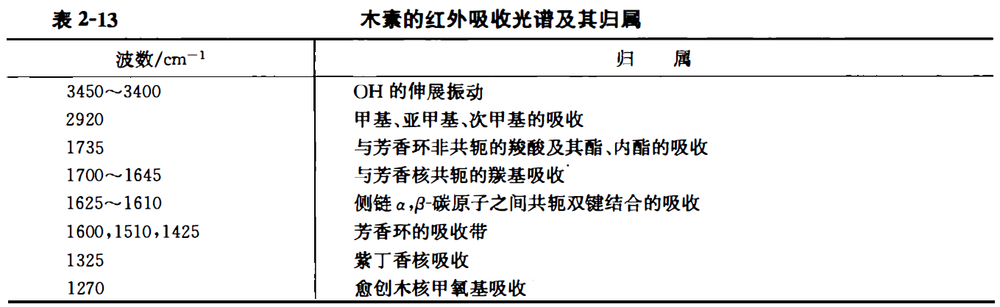 表 2-13 木素的红外吸收光谱及其归属
波数/cm⁻¹ 归 属
3450～3400 OH 的伸展振动
2920 甲基、亚甲基、次甲基的吸收
1735 与芳香环非共轭的羧酸及其酯、内酯的吸收
1700～1645 与芳香核共轭的羰基吸收
1625～1610 侧链 α,β-碳原子之间共轭双键结合的吸收
1600,1510,1425 芳香环的吸收带
1325 紫丁香核吸收
1270 愈创木核甲氧基吸收